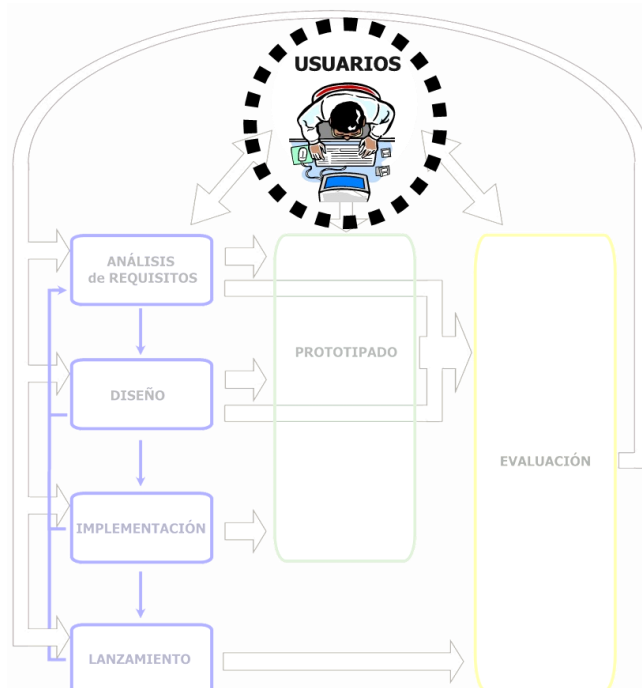 USUARIOS
ANÁLISIS
de REQUISITOS
PROTOTIPADO
DISEÑO
EVALUACIÓN
IMPLEMENTACIÓN
LANZAMIENTO